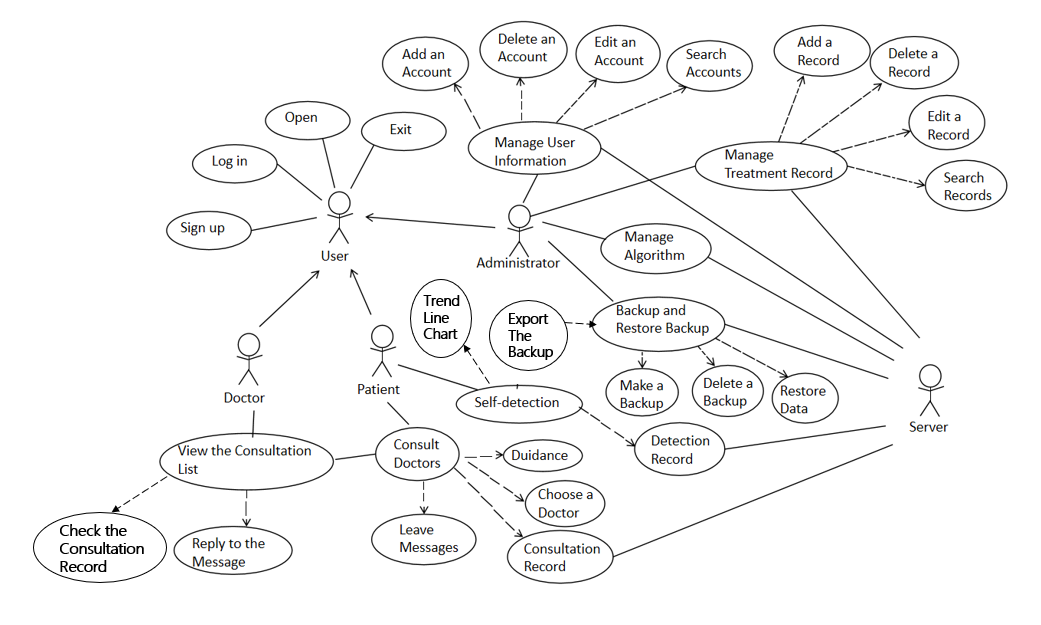 Add an
Account
Delete an
Account
Edit an
Account
Search
Accounts
Add a
Record
Delete a
Record
Edit a
Record
Search
Records
Open
Exit
Log in
Sign up
Manage User
Information
Manage
Treatment Record
User
Administrator
Manage
Algorithm
Trend
Line
Chart
Export
The
Backup
Backup and
Restore Backup
Make a
Backup
Delete a
Backup
Restore
Data
Doctor
Patient
Self-detection
Server
View the Consultation
List
Consult
Doctors
Duidance
Detection
Record
Choose a
Doctor
Check the
Consultation
Record
Reply to the
Message
Leave
Messages
Consultation
Record